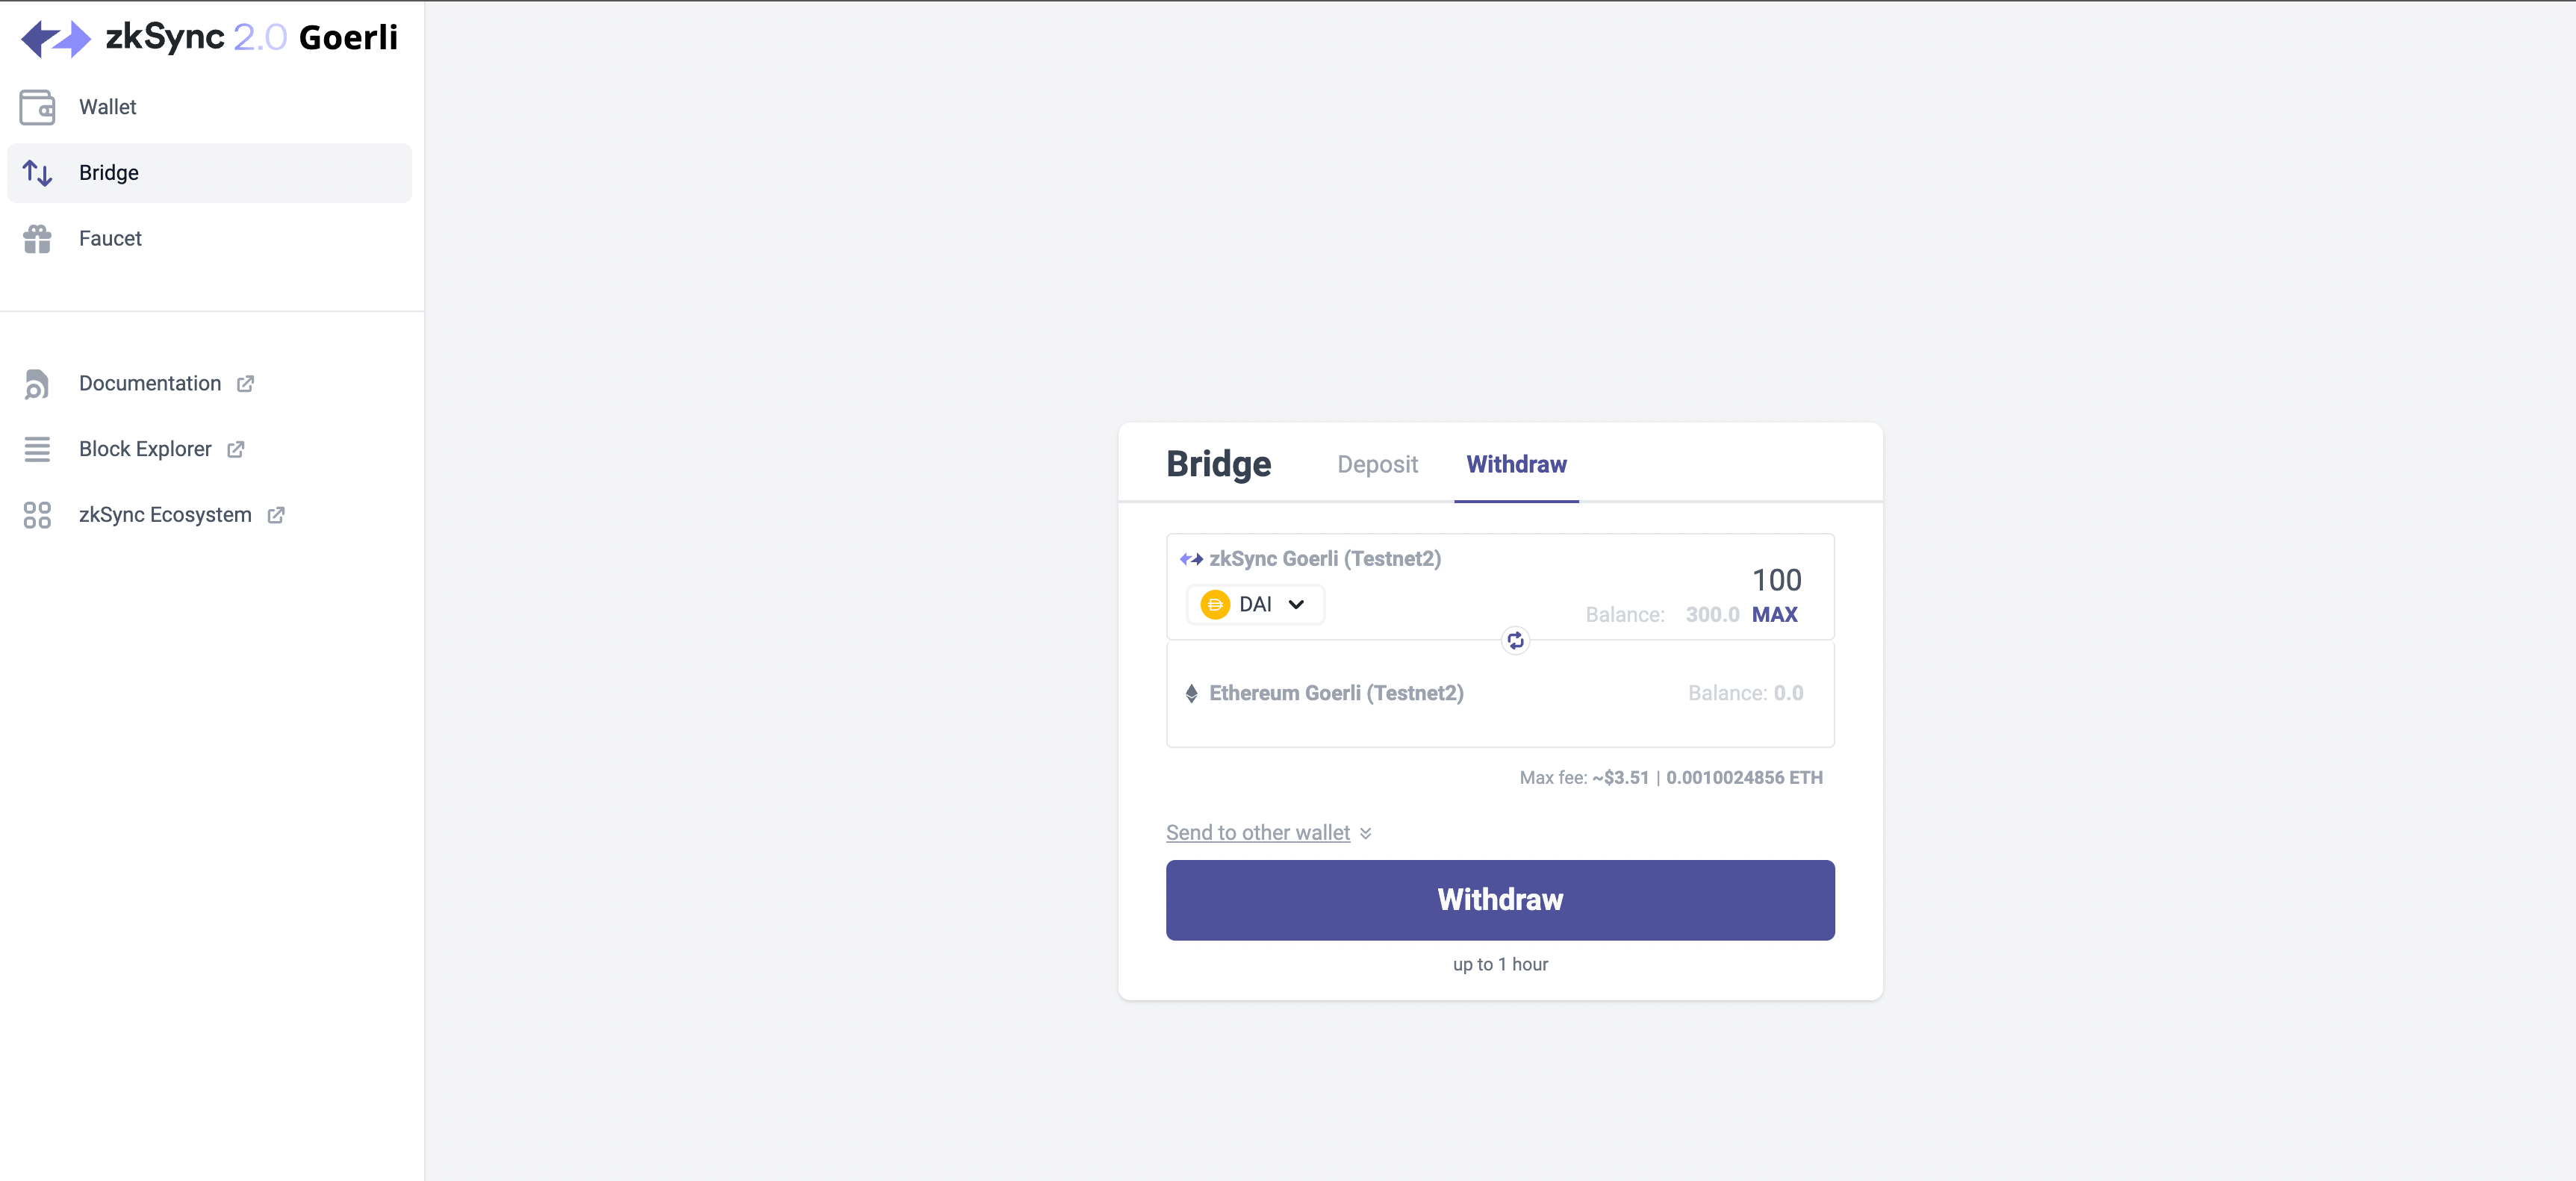 zkSync 2.0 Goerli
Wallet
Bridge
Faucet
Documentation
Block Explorer
zkSync Ecosystem
Bridge Deposit Withdraw
zkSync Goerli (Testnet2)
100
DAI
Balance: 300.0 MAX
Ethereum Goerli (Testnet2) Balance: 0.0
Max fee: ~$3.51 | 0.0010024856 ETH
Send to other wallet
Withdraw
up to 1 hour